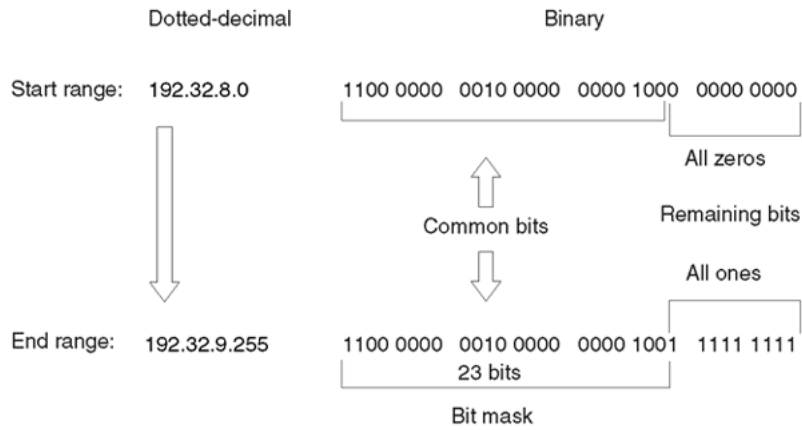 Dotted-decimal Binary
Start range: 192.32.8.0 1100 0000 0010 0000 0000 1000 0000 0000
All zeros
Common bits Remaining bits
All ones
End range: 192.32.9.255 1100 0000 0010 0000 0000 1001 1111 1111
23 bits
Bit mask